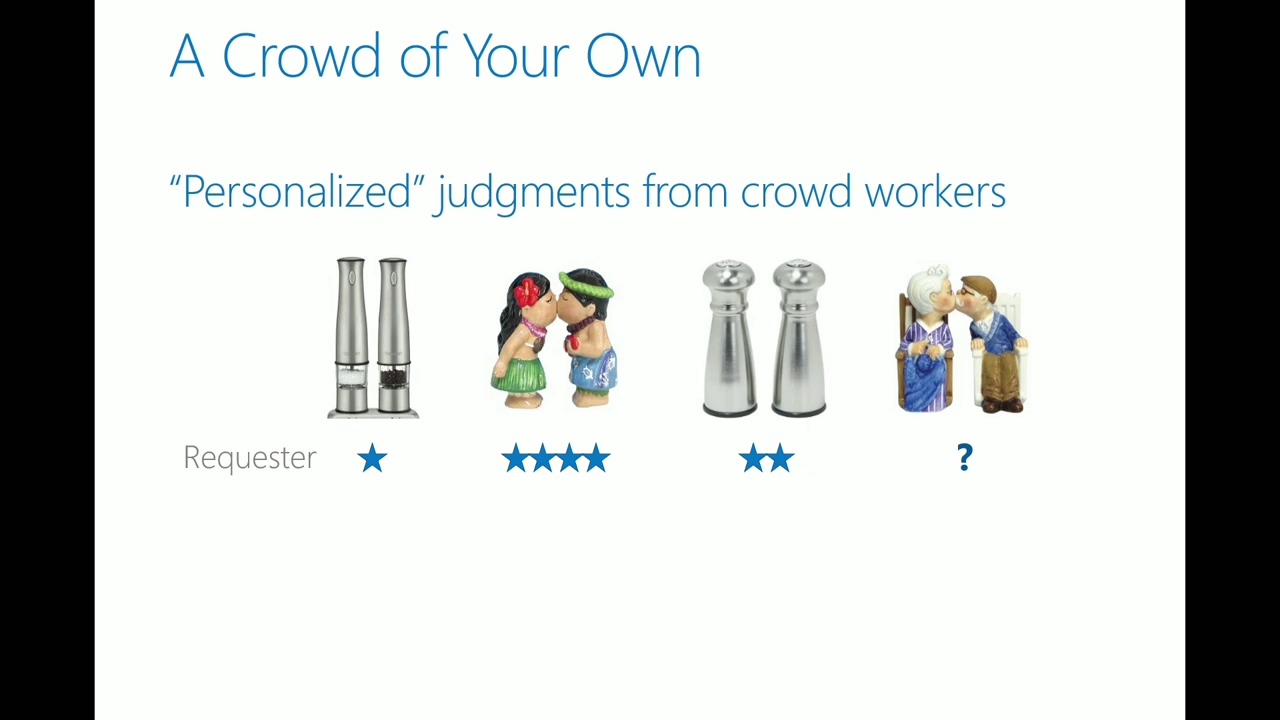 A Crowd of Your Own
“Personalized” judgments from crowd workers
Requester ★ ★★★★ ★★ ?